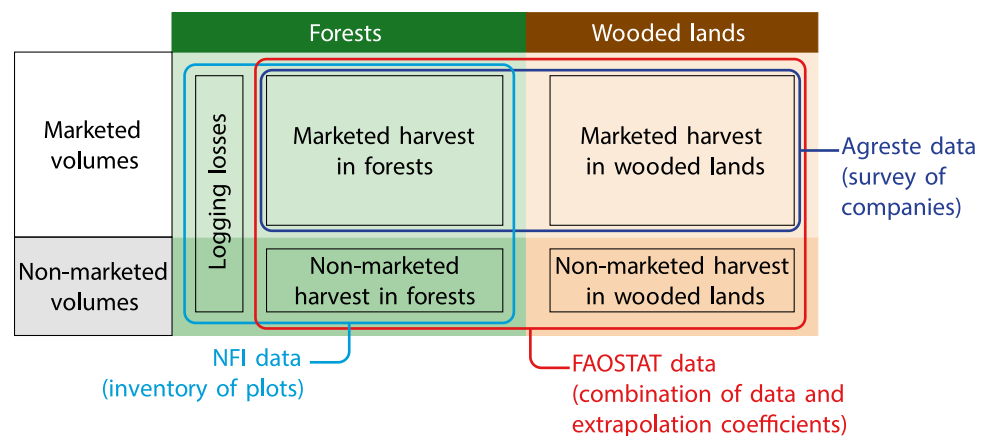 Forests
Wooded lands
Marketed
volumes
Logging losses
Marketed harvest
in forests
Marketed harvest
in wooded lands
Agreste data
(survey of
companies)
Non-marketed
volumes
Non-marketed
harvest in forests
Non-marketed harvest
in wooded lands
NFI data
(inventory of plots)
FAOSTAT data
(combination of data and
extrapolation coefficients)